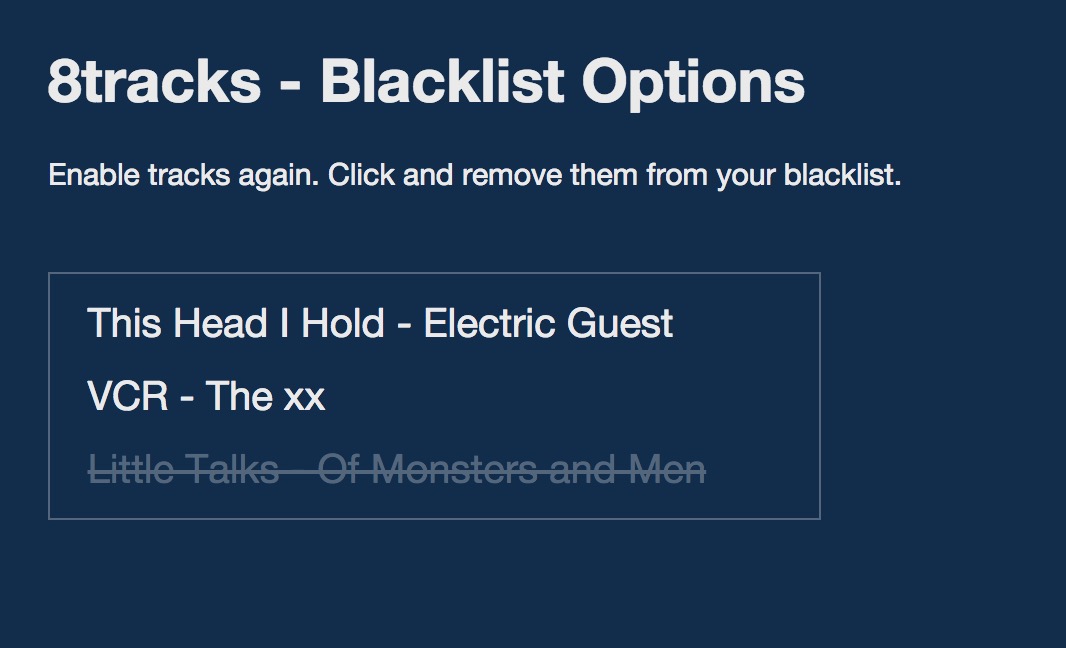 8tracks - Blacklist Options
Enable tracks again. Click and remove them from your blacklist.
This Head I Hold - Electric Guest
VCR - The xx
Little Talks - Of Monsters and Men